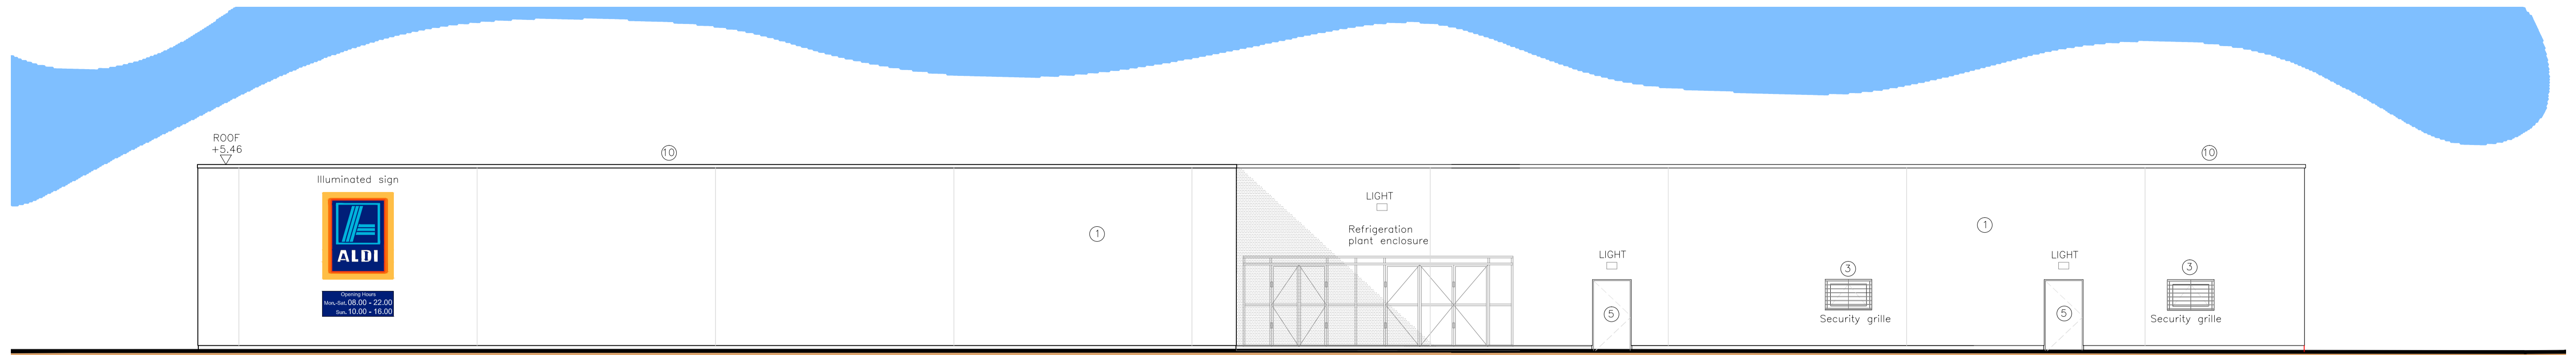 ROOF
+5.46
10
10
Illuminated sign
ALDI
Opening Hours
Mon.-Sat. 08.00 - 22.00
Sun. 10.00 - 16.00
1
LIGHT
Refrigeration
plant enclosure
LIGHT
5
1
3
Security grille
LIGHT
5
3
Security grille